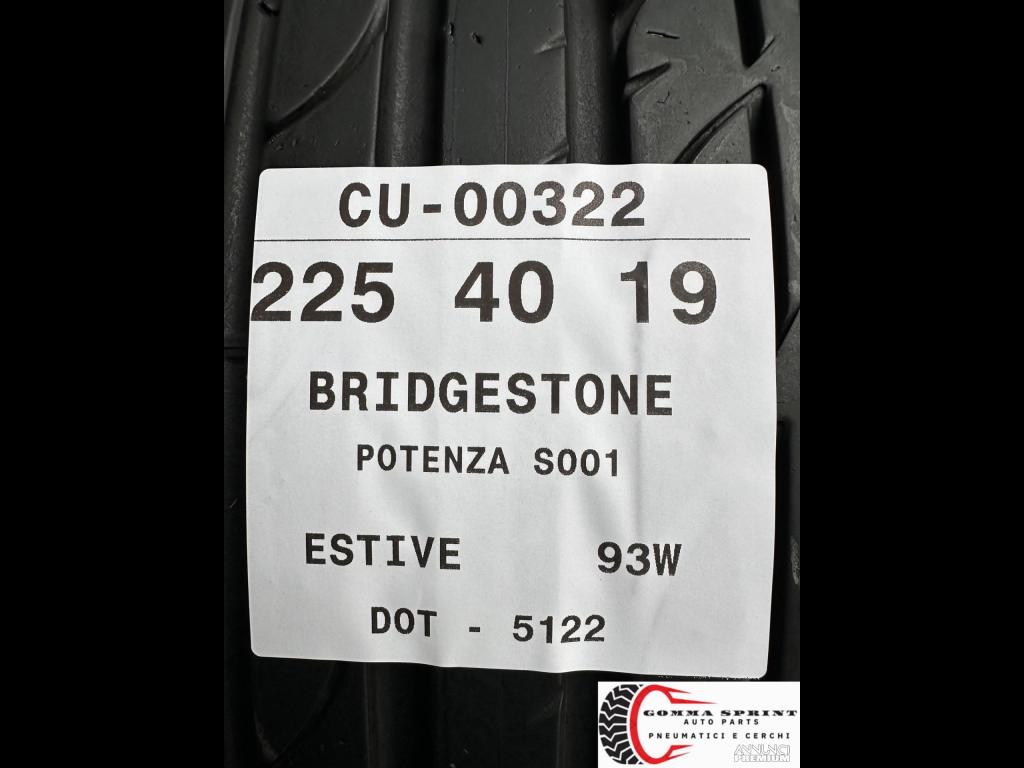 CU-00322
225 40 19
BRIDGESTONE
POTENZA S001
ESTIVE 93W
DOT - 5122
GOMMA SPRINT
AUTO PARTS
PNEUMATICI E CERCHI
ANNUNCI
PREMIUM